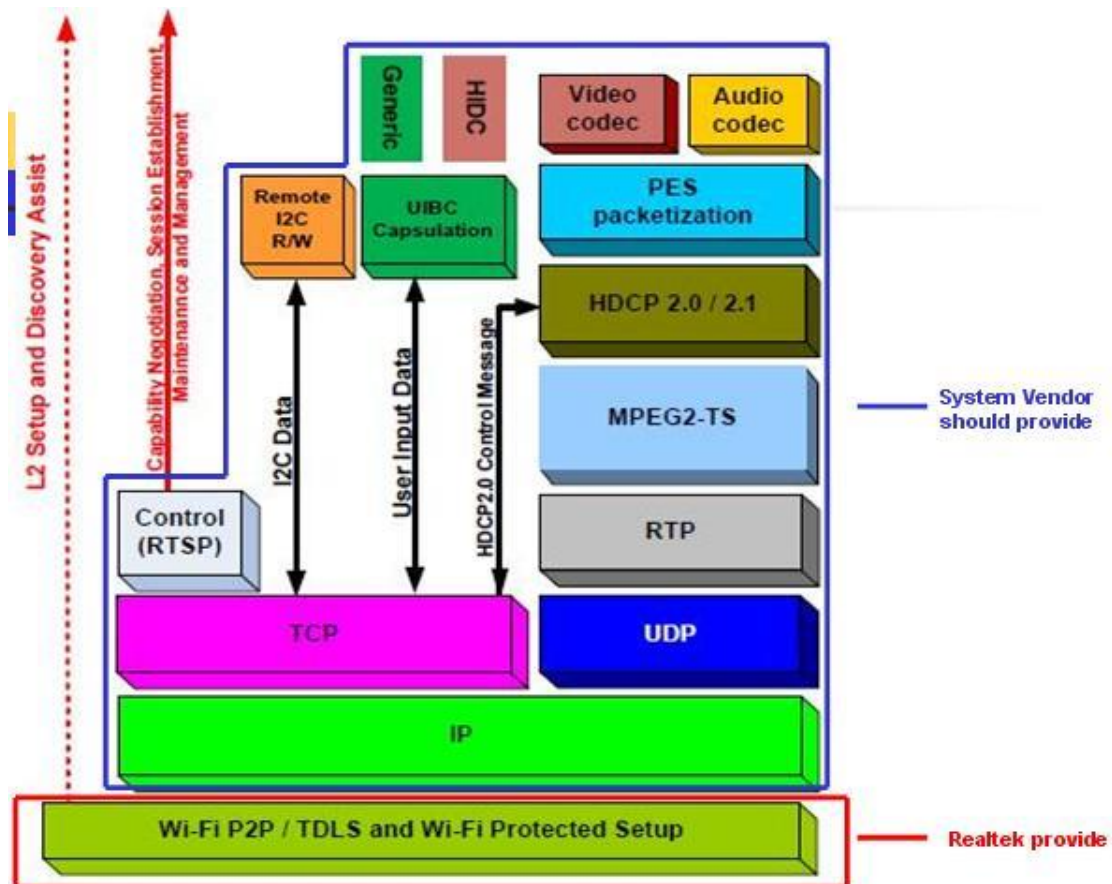 L2 Setup and Discovery Assist
Capability Negotiation, Session Establishment,
Maintenannce and Management
Generic
HIDC
Video
codec
Audio
codec
Remote
I2C
R/W
UIBC
Capsulation
PES
packetization
HDCP 2.0 / 2.1
I2C Data
User Input Data
HDCP2.0 Control Message
MPEG2-TS
System Vendor
should provide
Control
(RTSP)
RTP
TCP
UDP
IP
Wi-Fi P2P / TDLS and Wi-Fi Protected Setup
Realtek provide